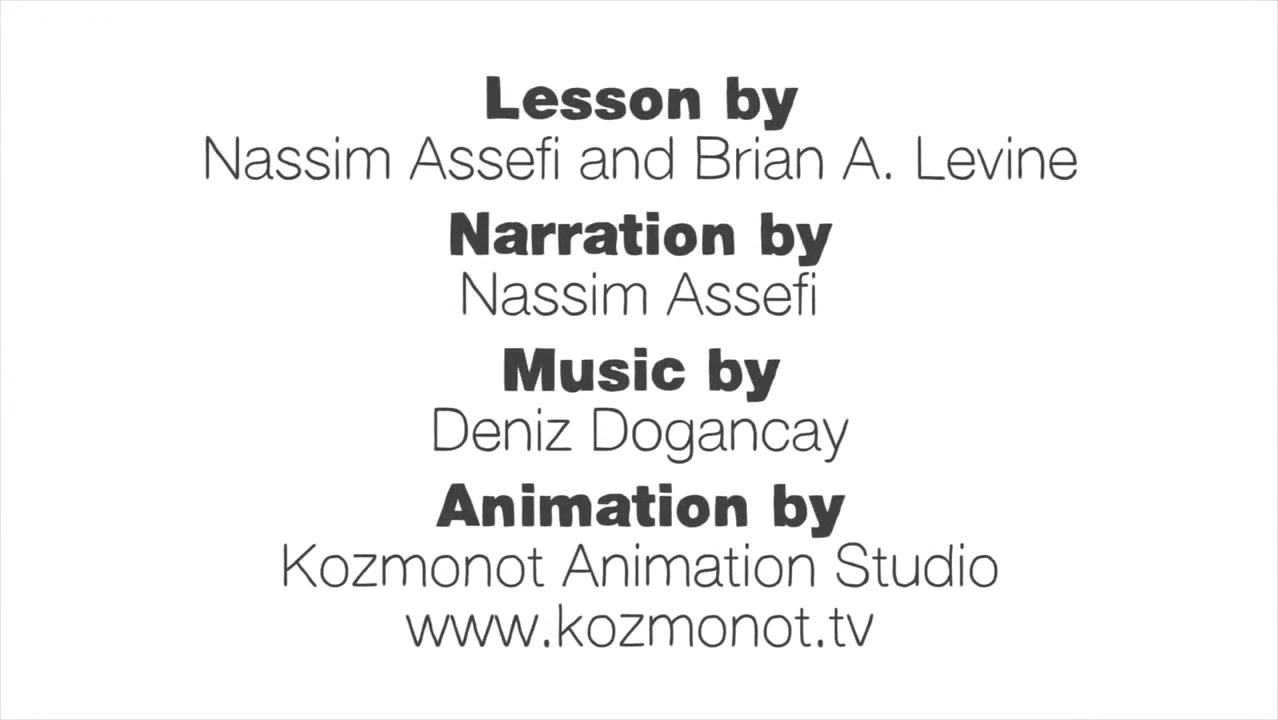 Lesson by
Nassim Assefi and Brian A. Levine
Narration by
Nassim Assefi
Music by
Deniz Dogancay
Animation by
Kozmonot Animation Studio
www.kozmonot.tv